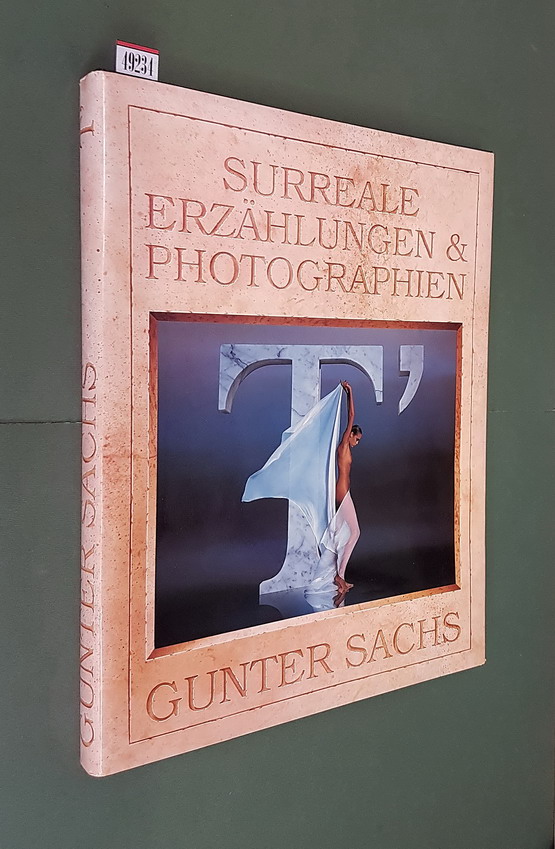 49234
SURREALE
ERZÄHLUNGEN &
PHOTOGRAPHIEN
T'
GUNTER SACHS
GUNTER SACHS